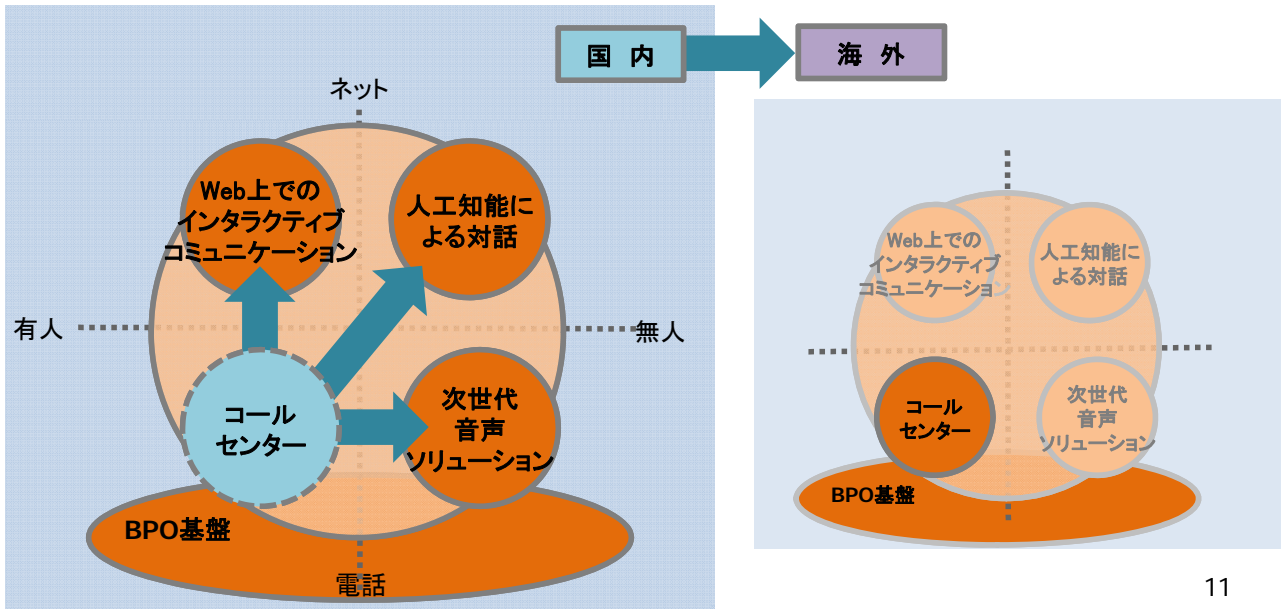 国 内
海 外
ネット
Web上での
インタラクティブ
コミュニケーション
人工知能に
よる対話
有人
無人
コール
センター
次世代
音声
ソリューション
BPO基盤
電話
Web上での
インタラクティブ
コミュニケーション
人工知能に
よる対話
コール
センター
次世代
音声
ソリューション
BPO基盤
11